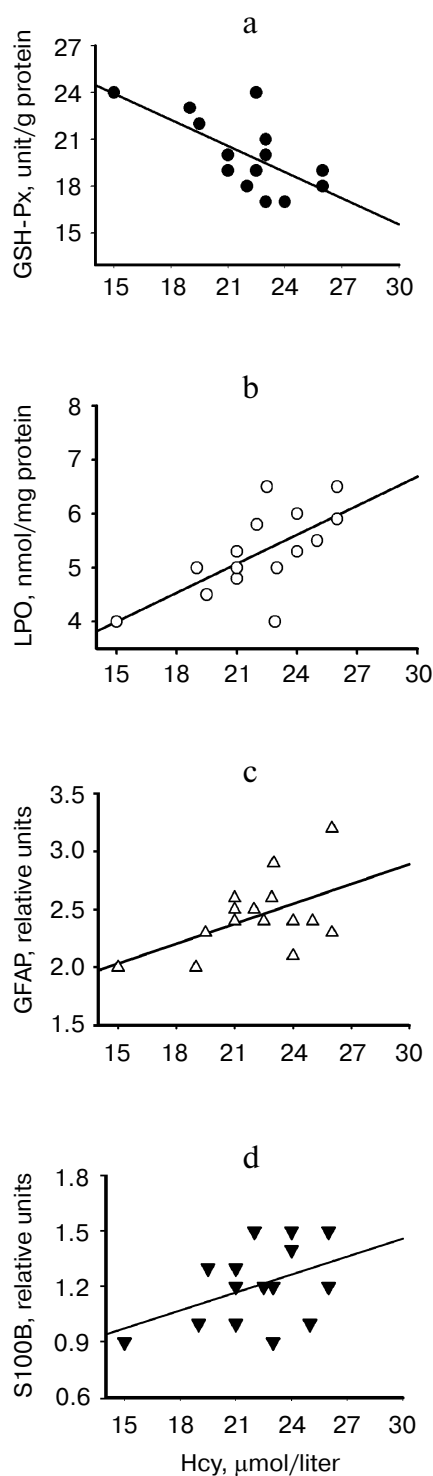 a
GSH-Px, unit/g protein
27
24
21
18
15
15 18 21 24 27 30
b
LPO, nmol/mg protein
8
7
6
5
4
15 18 21 24 27 30
c
GFAP, relative units
3.5
3.0
2.5
2.0
1.5
15 18 21 24 27 30
d
S100B, relative units
1.8
1.5
1.2
0.9
0.6
15 18 21 24 27 30
Hcy, μmol/liter